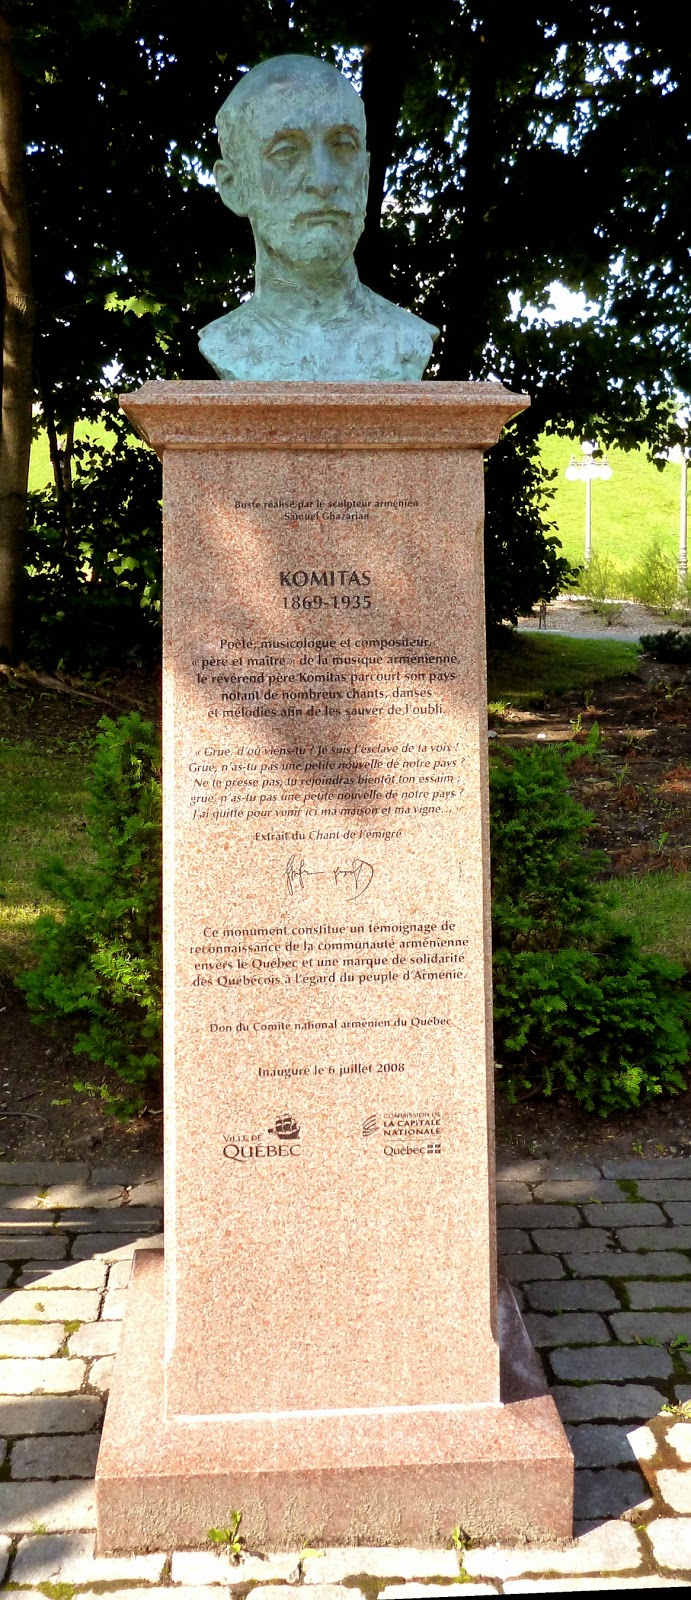 Buste réalisé par le sculpteur arménien
Samuel Ghazarian
KOMITAS
1869-1935
Poète, musicologue et compositeur,
« père et maître » de la musique arménienne,
le révérend père Komitas parcourt son pays
notant de nombreux chants, danses
et mélodies afin de les sauver de l'oubli.
« Grue, d'où viens-tu ? Je suis l'esclave de ta voix !
Grue, n'as-tu pas une petite nouvelle de notre pays ?
Ne te presse pas, tu rejoindras bientôt ton essaim ;
grue, n'as-tu pas une petite nouvelle de notre pays ?
J'ai quitté pour venir ici ma maison et ma vigne... »
Extrait du Chant de l'émigré
Ce monument constitue un témoignage de
reconnaissance de la communauté arménienne
envers le Québec et une marque de solidarité
des Québécois à l'égard du peuple d'Arménie.
Don du Comité national arménien du Québec
Inauguré le 6 juillet 2008
VILLE DE
QUÉBEC
COMMISSION DE
LA CAPITALE
NATIONALE
Québec